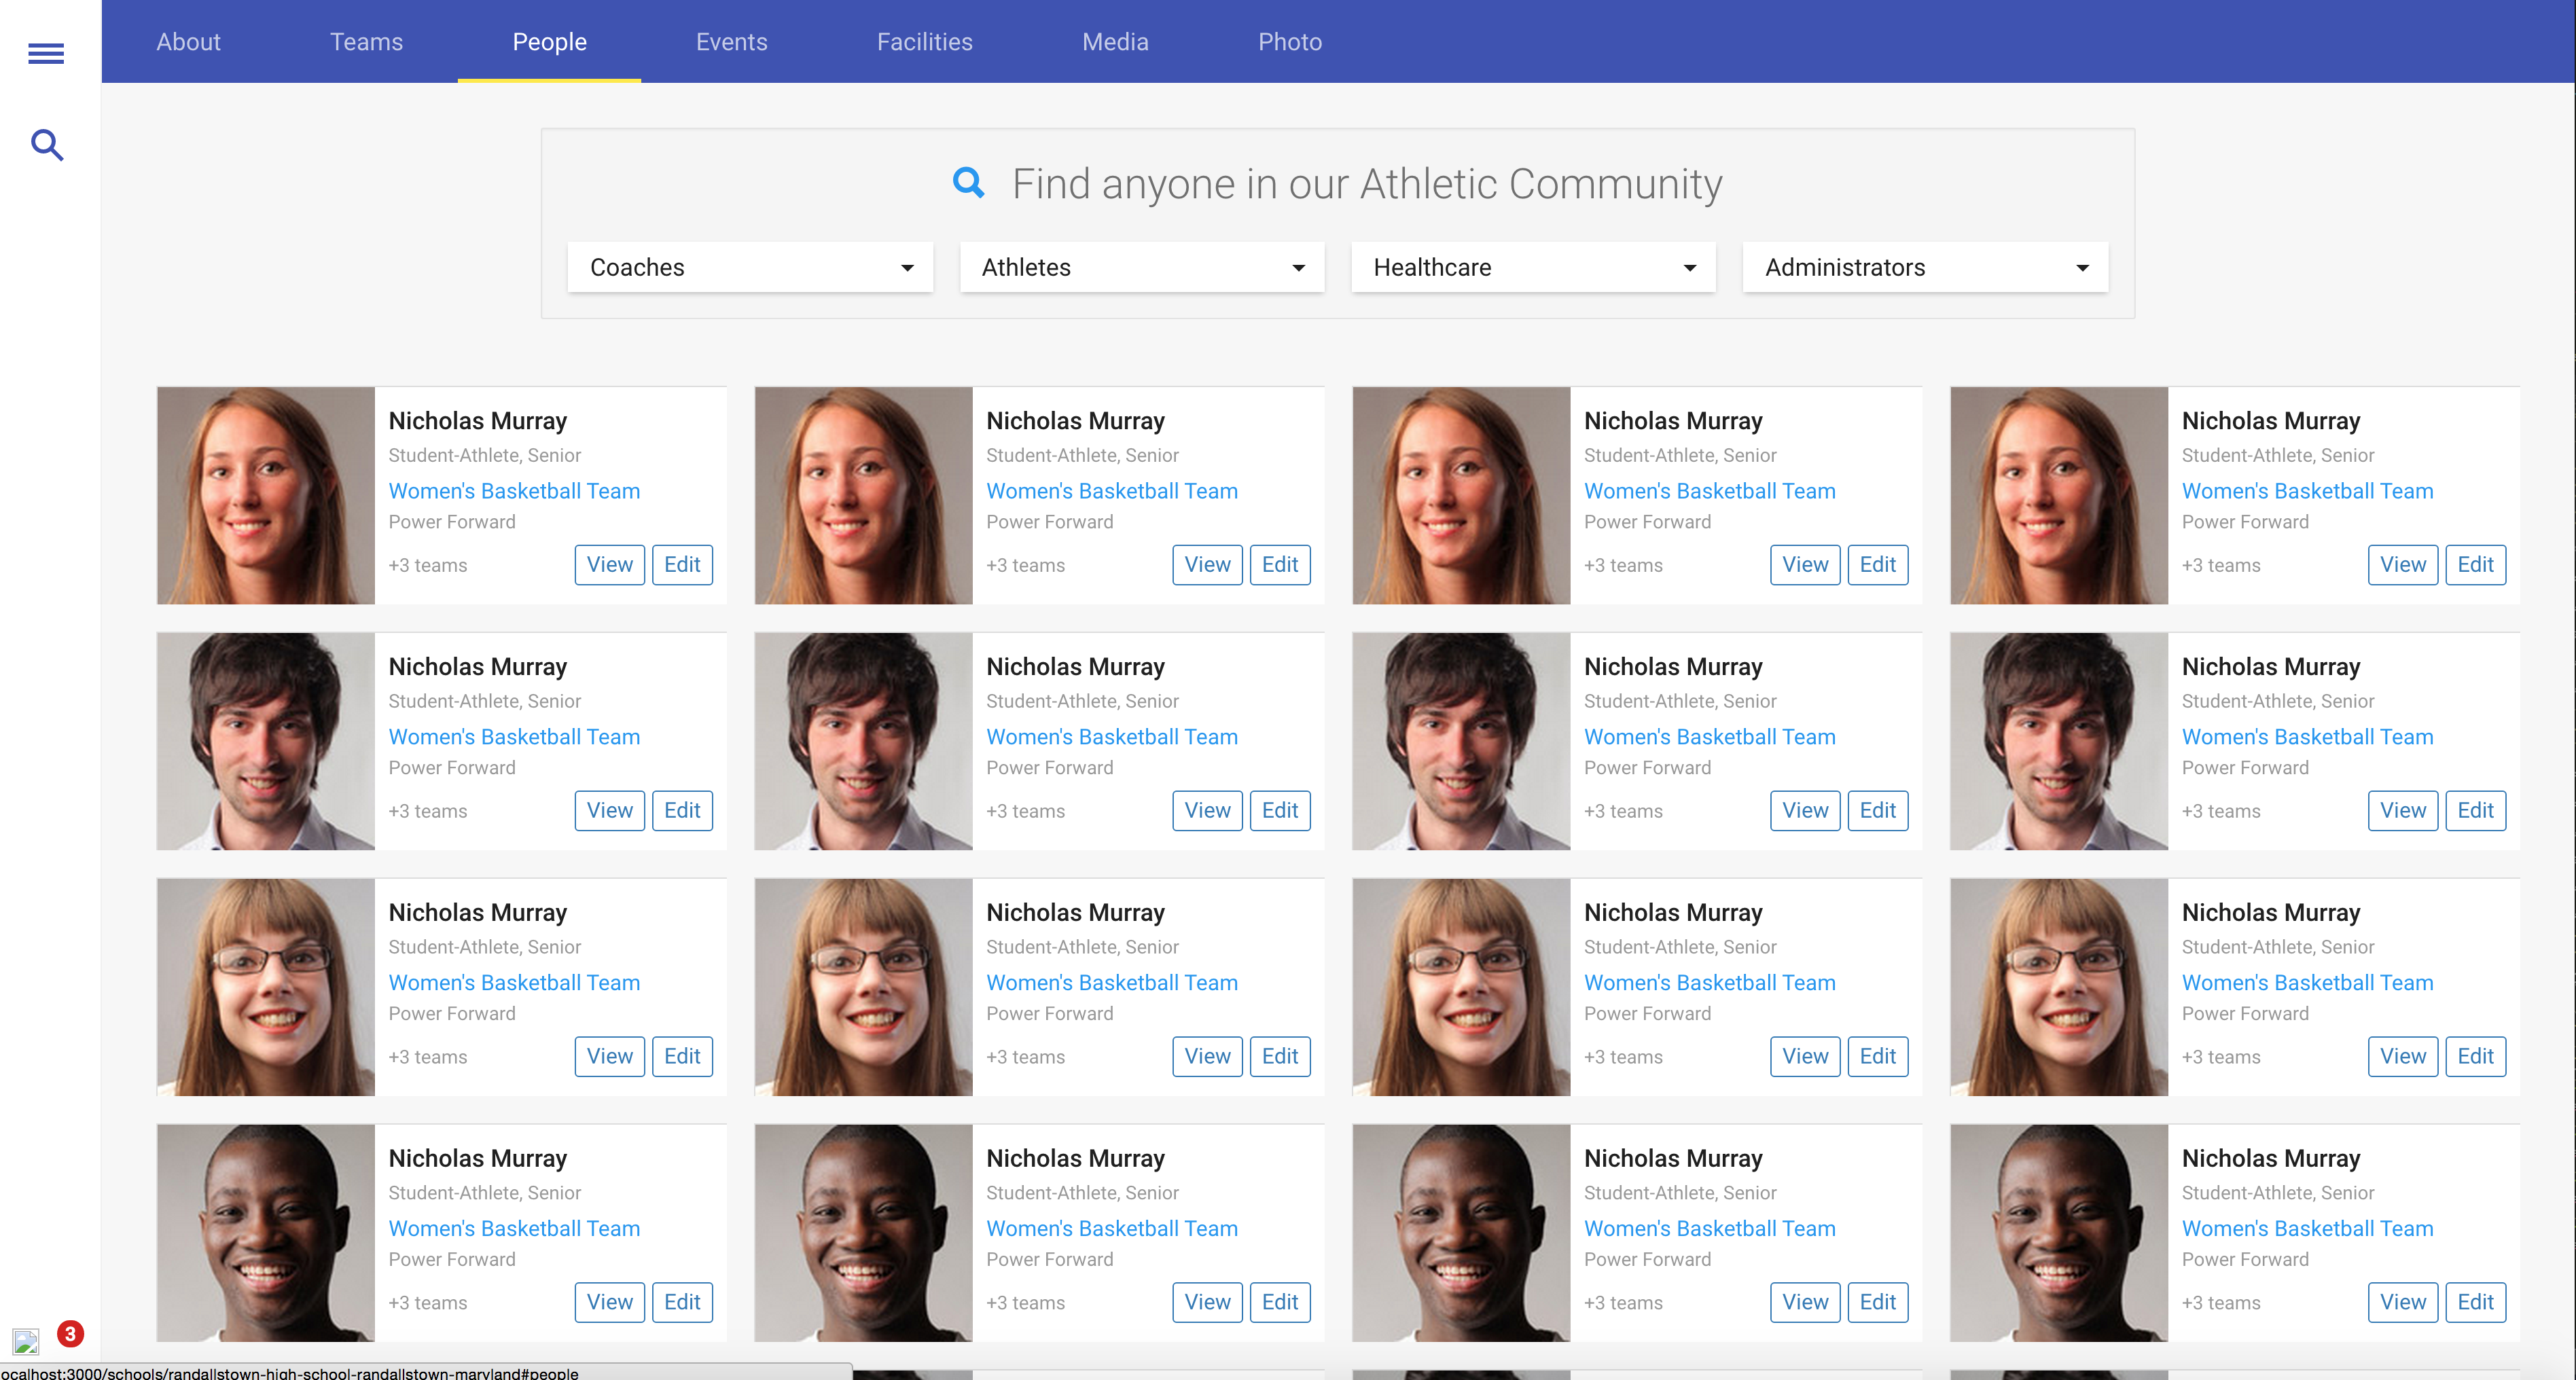 About Teams People Events Facilities Media Photo
Find anyone in our Athletic Community
Coaches Athletes Healthcare Administrators
Nicholas Murray Nicholas Murray Nicholas Murray Nicholas Murray
Student-Athlete, Senior Student-Athlete, Senior Student-Athlete, Senior Student-Athlete, Senior
Women's Basketball Team Women's Basketball Team Women's Basketball Team Women's Basketball Team
Power Forward Power Forward Power Forward Power Forward
+3 teams View Edit +3 teams View Edit +3 teams View Edit +3 teams View Edit
Nicholas Murray Nicholas Murray Nicholas Murray Nicholas Murray
Student-Athlete, Senior Student-Athlete, Senior Student-Athlete, Senior Student-Athlete, Senior
Women's Basketball Team Women's Basketball Team Women's Basketball Team Women's Basketball Team
Power Forward Power Forward Power Forward Power Forward
+3 teams View Edit +3 teams View Edit +3 teams View Edit +3 teams View Edit
Nicholas Murray Nicholas Murray Nicholas Murray Nicholas Murray
Student-Athlete, Senior Student-Athlete, Senior Student-Athlete, Senior Student-Athlete, Senior
Women's Basketball Team Women's Basketball Team Women's Basketball Team Women's Basketball Team
Power Forward Power Forward Power Forward Power Forward
+3 teams View Edit +3 teams View Edit +3 teams View Edit +3 teams View Edit
Nicholas Murray Nicholas Murray Nicholas Murray Nicholas Murray
Student-Athlete, Senior Student-Athlete, Senior Student-Athlete, Senior Student-Athlete, Senior
Women's Basketball Team Women's Basketball Team Women's Basketball Team Women's Basketball Team
Power Forward Power Forward Power Forward Power Forward
+3 teams View Edit +3 teams View Edit +3 teams View Edit +3 teams View Edit
3
ocalhost:3000/schools/randallstown-high-school-randallstown-maryland#people